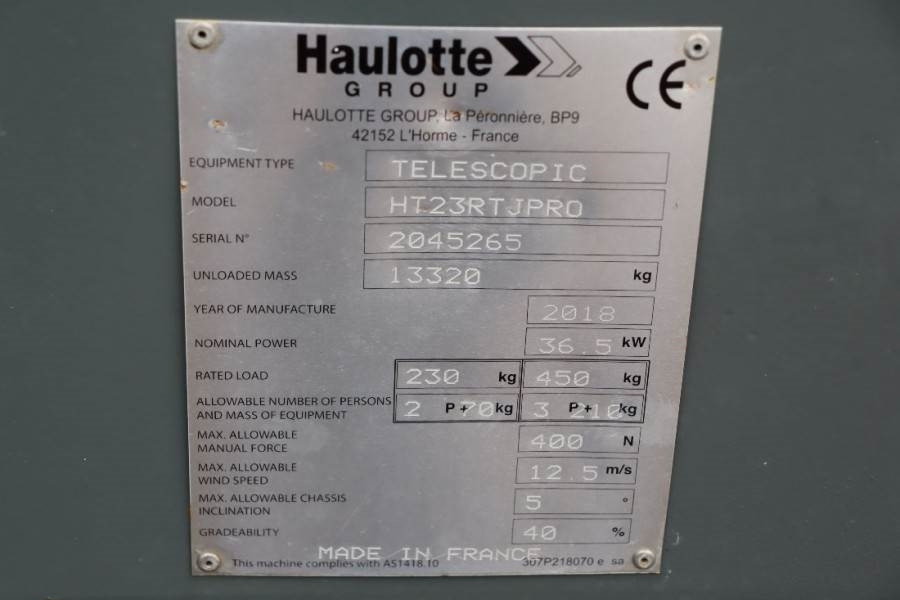 Haulotte
GROUP
CE
HAULOTTE GROUP, La Péronnière, BP9
42152 L'Horme - France
EQUIPMENT TYPE TELESCOPIC
MODEL HT23RTJPRO
SERIAL N° 2045265
UNLOADED MASS 13320 kg
YEAR OF MANUFACTURE 2018
NOMINAL POWER 36.5 kW
RATED LOAD 230 kg 450 kg
ALLOWABLE NUMBER OF PERSONS
AND MASS OF EQUIPMENT 2 P+ 70 kg 3 P+ 210 kg
MAX. ALLOWABLE
MANUAL FORCE 400 N
MAX. ALLOWABLE
WIND SPEED 12.5 m/s
MAX. ALLOWABLE CHASSIS
INCLINATION 5 °
GRADEABILITY 40 %
MADE IN FRANCE
This machine complies with AS1418.10 307P218070 e sa